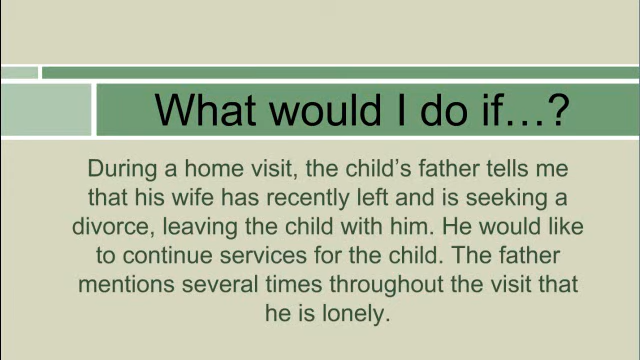 What would I do if…?
During a home visit, the child's father tells me
that his wife has recently left and is seeking a
divorce, leaving the child with him. He would like
to continue services for the child. The father
mentions several times throughout the visit that
he is lonely.